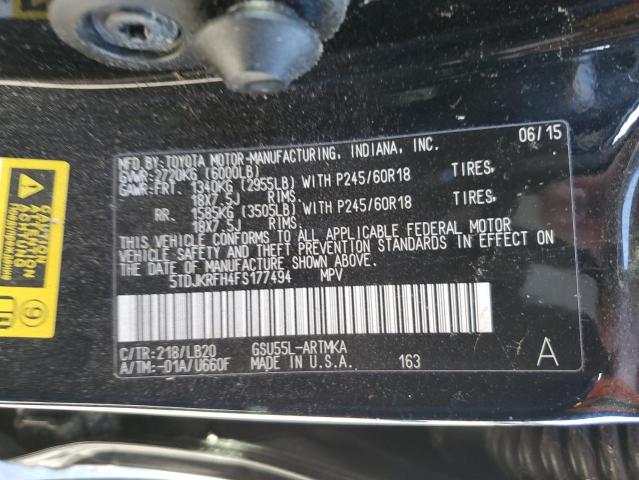 MFD.BY:TOYOTA MOTOR-MANUFACTURING, INDIANA, INC. 06/15
GVWR:2720KG (6000LB)
GAWR:FRT. 1340KG (2955LB) WITH P245/60R18 TIRES,
18X7.5J RIMS.
RR. 1585KG (3505LB) WITH P245/60R18 TIRES,
18X7.5J RIMS.
THIS VEHICLE CONFORMS TO ALL APPLICABLE FEDERAL MOTOR
VEHICLE SAFETY AND THEFT PREVENTION STANDARDS IN EFFECT ON
THE DATE OF MANUFACTURE SHOWN ABOVE.
5TDJKRFH4FS177494 MPV
C/TR:218/LB20 GSU55L-ARTMKA
A/TM:-01A/U660F MADE IN U.S.A. 163 A